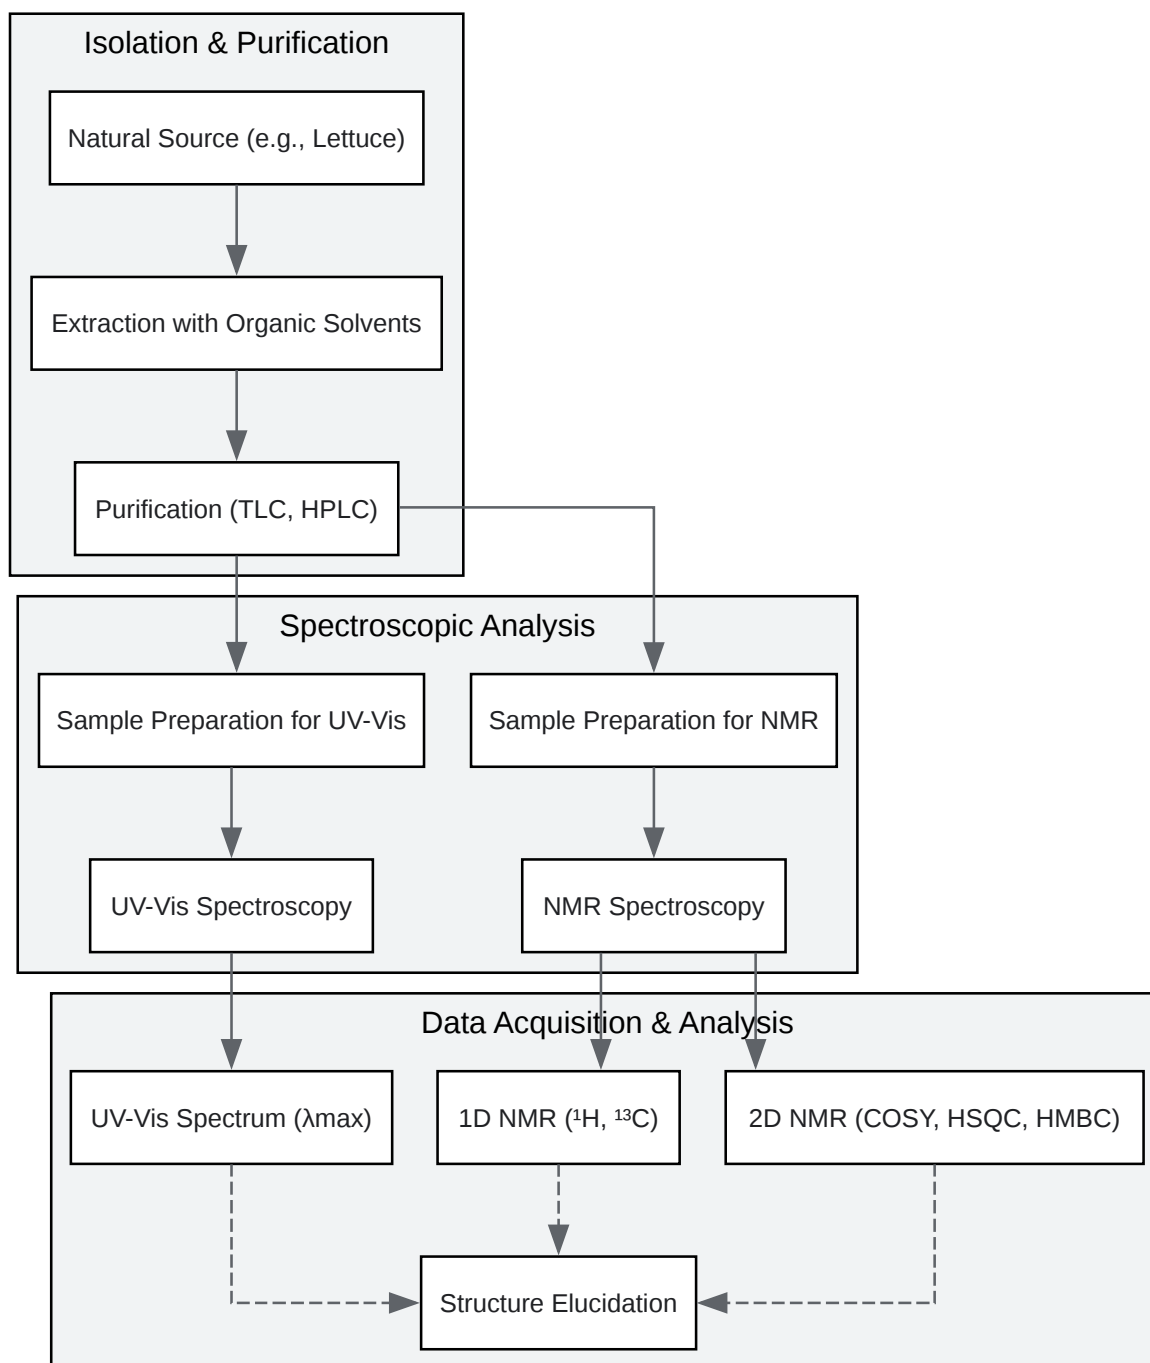 Isolation & Purification
Natural Source (e.g., Lettuce)
Extraction with Organic Solvents
Purification (TLC, HPLC)
Spectroscopic Analysis
Sample Preparation for UV-Vis
Sample Preparation for NMR
UV-Vis Spectroscopy
NMR Spectroscopy
Data Acquisition & Analysis
UV-Vis Spectrum (λmax)
1D NMR (¹H, ¹³C)
2D NMR (COSY, HSQC, HMBC)
Structure Elucidation